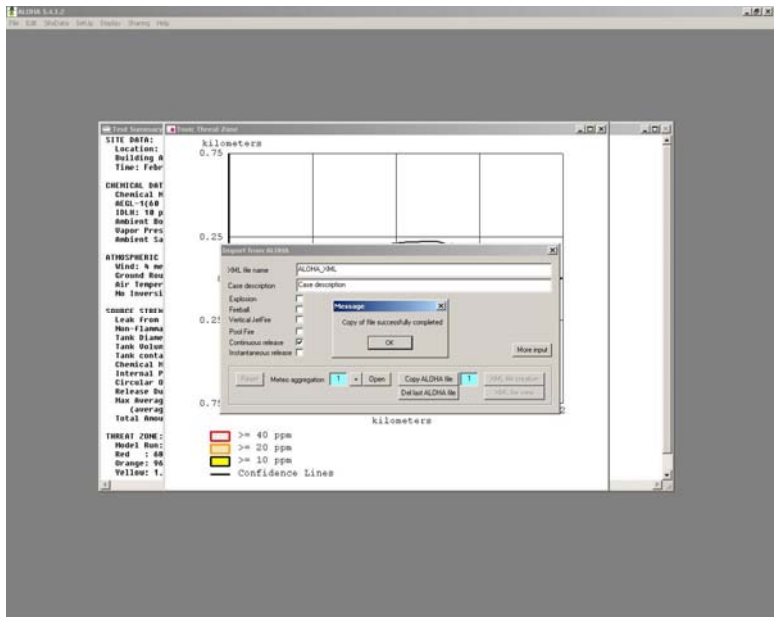 ALOHA 5.4.1.2
File Edit SiteData SetUp Display Sharing Help
Text Summary
Toxic Threat Zone
SITE DATA:
Location:
Building A
Time: Febr
CHEMICAL DAT
Chemical N
AEGL-1(60
IDLH: 10 p
Ambient Bo
Vapor Pres
Ambient Sa
ATMOSPHERIC
Wind: 4 me
Ground Rou
Air Temper
No Inversi
SOURCE STREN
Leak from
Non-flamma
Tank Diame
Tank Volum
Tank conta
Chemical M
Internal P
Circular O
Release Du
Max Averag
(averag
Total Amou
THREAT ZONE:
Model Run:
Red : 60
Orange: 96
Yellow: 1.
kilometers
0.75
0.25
0.25
0.75
kilometers
>= 40 ppm
>= 20 ppm
>= 10 ppm
Confidence Lines
Import from ALOHA
XML file name
ALOHA_XML
Case description
Case description
Explosion
Fireball
Vertical JetFire
Pool Fire
Continuous release
Instantaneous release
Message
Copy of file successfully completed
OK
More input
Reset
Meteo aggregation
1
+
Open
Copy ALOHA file
1
XML file creation
Del last ALOHA file
XML file view